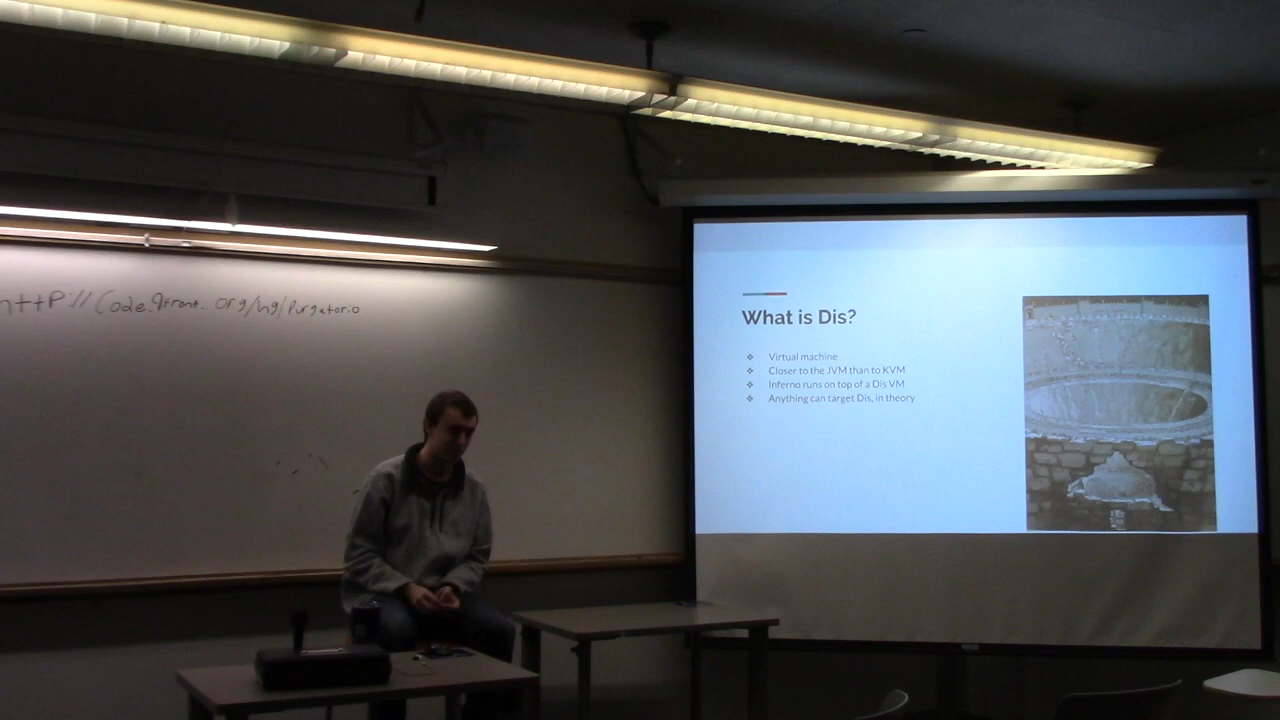 http://Code.9front.org/hg/Purgatorio
What is Dis?
❖ Virtual machine
❖ Closer to the JVM than to KVM
❖ Inferno runs on top of a Dis VM
❖ Anything can target Dis, in theory